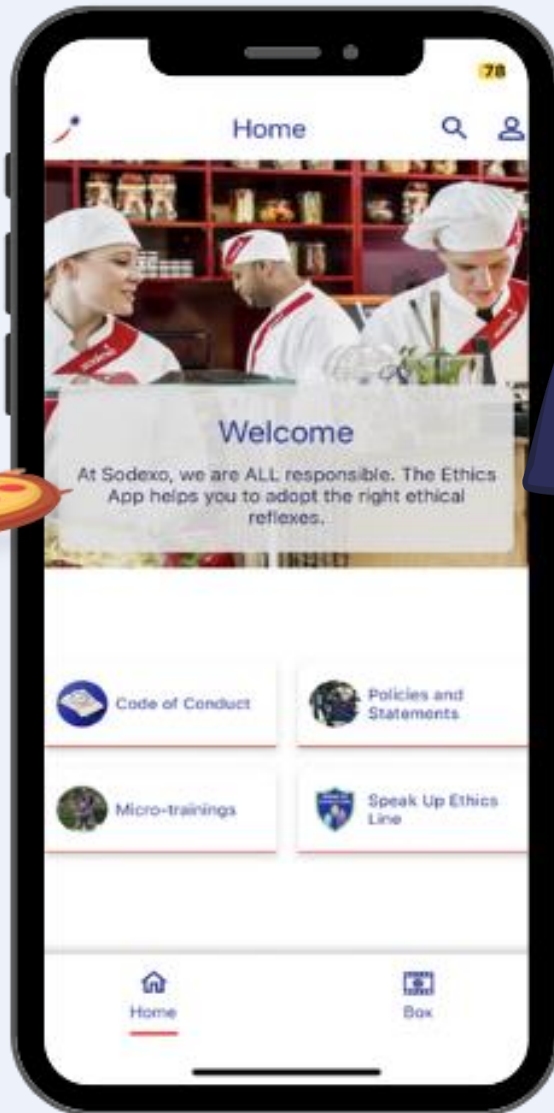 78
Home
Welcome
At Sodexo, we are ALL responsible. The Ethics
App helps you to adopt the right ethical
reflexes.
Code of Conduct
Policies and
Statements
Micro-trainings
Speak Up Ethics
Line
Home
Box